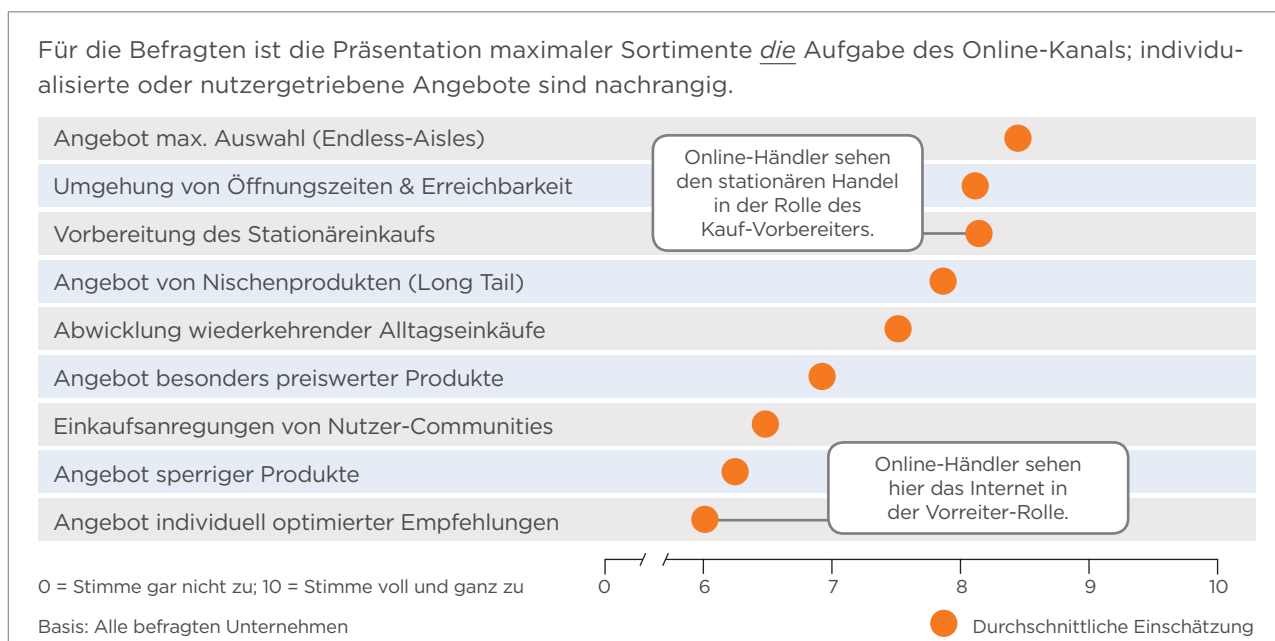 Für die Befragten ist die Präsentation maximaler Sortimente die Aufgabe des Online-Kanals; individu-
alisierte oder nutzergetriebene Angebote sind nachrangig.
Angebot max. Auswahl (Endless-Aisles)
Umgehung von Öffnungszeiten & Erreichbarkeit
Vorbereitung des Stationäreinkaufs
Online-Händler sehen
den stationären Handel
in der Rolle des
Kauf-Vorbereiters.
Angebot von Nischenprodukten (Long Tail)
Abwicklung wiederkehrender Alltagseinkäufe
Angebot besonders preiswerter Produkte
Einkaufsanregungen von Nutzer-Communities
Angebot sperriger Produkte
Angebot individuell optimierter Empfehlungen
Online-Händler sehen
hier das Internet in
der Vorreiter-Rolle.
0 = Stimme gar nicht zu; 10 = Stimme voll und ganz zu
0 6 7 8 9 10
Basis: Alle befragten Unternehmen
Durchschnittliche Einschätzung